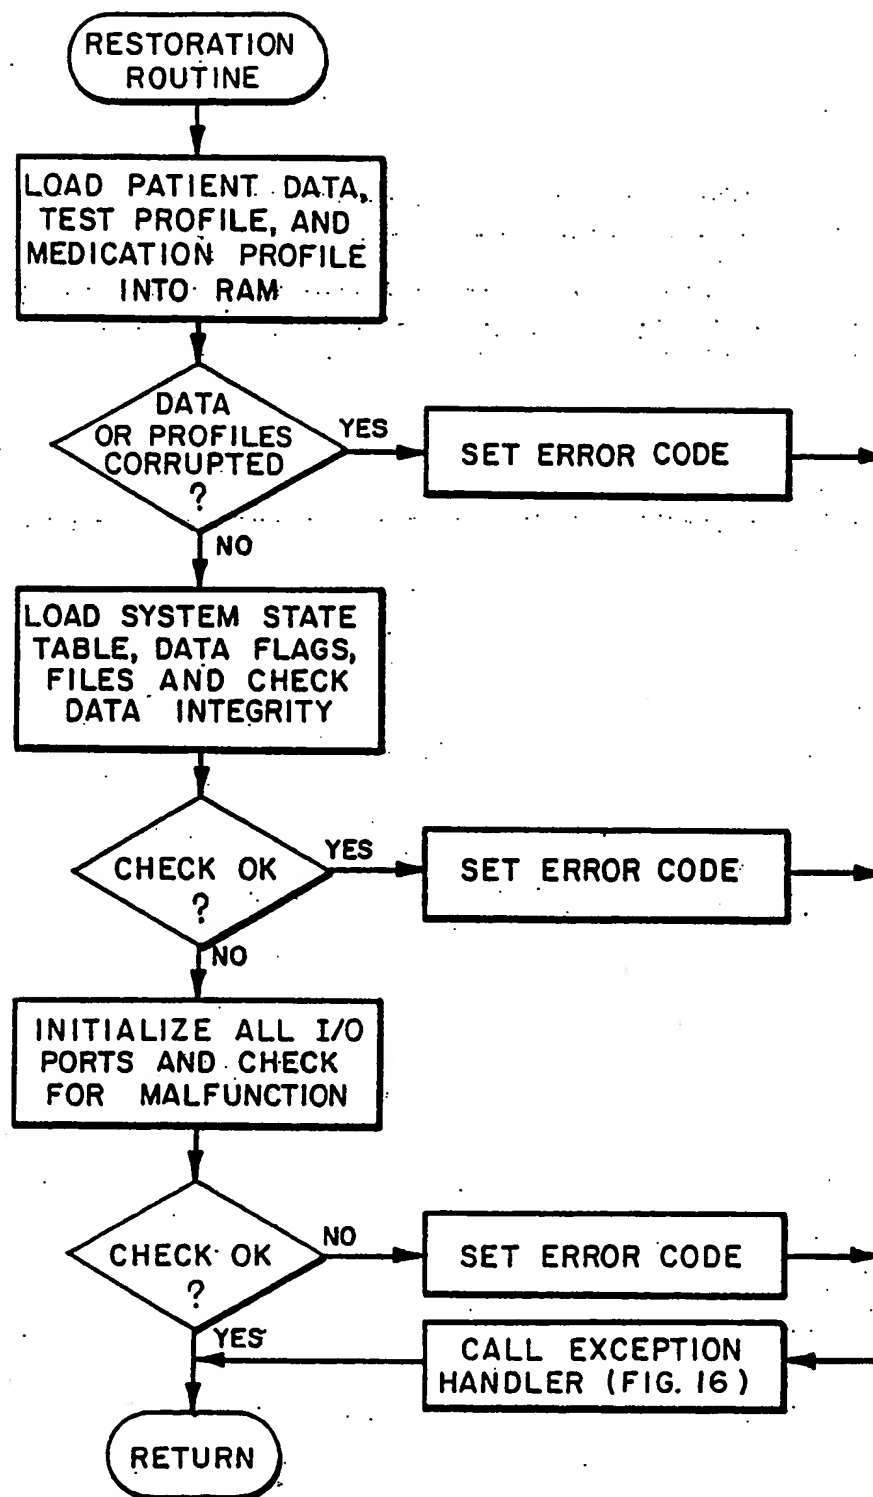 RESTORATION
ROUTINE
LOAD PATIENT DATA,
TEST PROFILE, AND
MEDICATION PROFILE
INTO RAM
DATA
OR PROFILES
CORRUPTED
?
YES
SET ERROR CODE
NO
LOAD SYSTEM STATE
TABLE, DATA FLAGS,
FILES AND CHECK
DATA INTEGRITY
CHECK OK
?
YES
SET ERROR CODE
NO
INITIALIZE ALL I/O
PORTS AND CHECK
FOR MALFUNCTION
CHECK OK
?
NO
SET ERROR CODE
YES
CALL EXCEPTION
HANDLER (FIG. 16)
RETURN